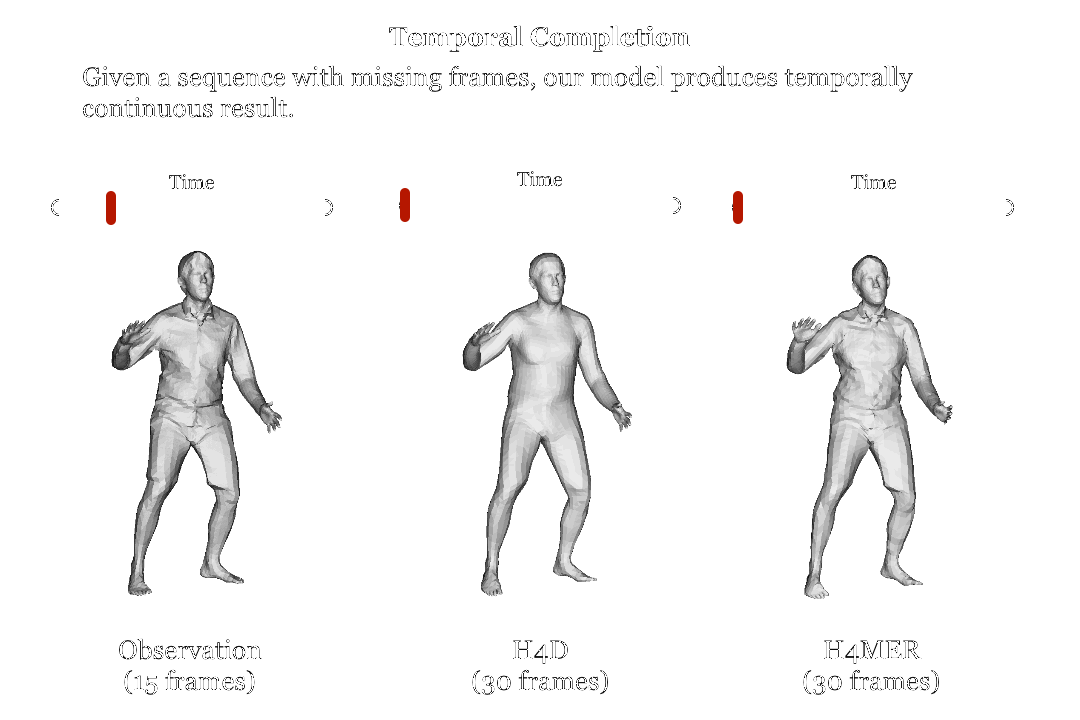 Temporal Completion
Given a sequence with missing frames, our model produces temporally
continuous result.
Time
Time
Time
Observation
(15 frames)
H4D
(30 frames)
H4MER
(30 frames)